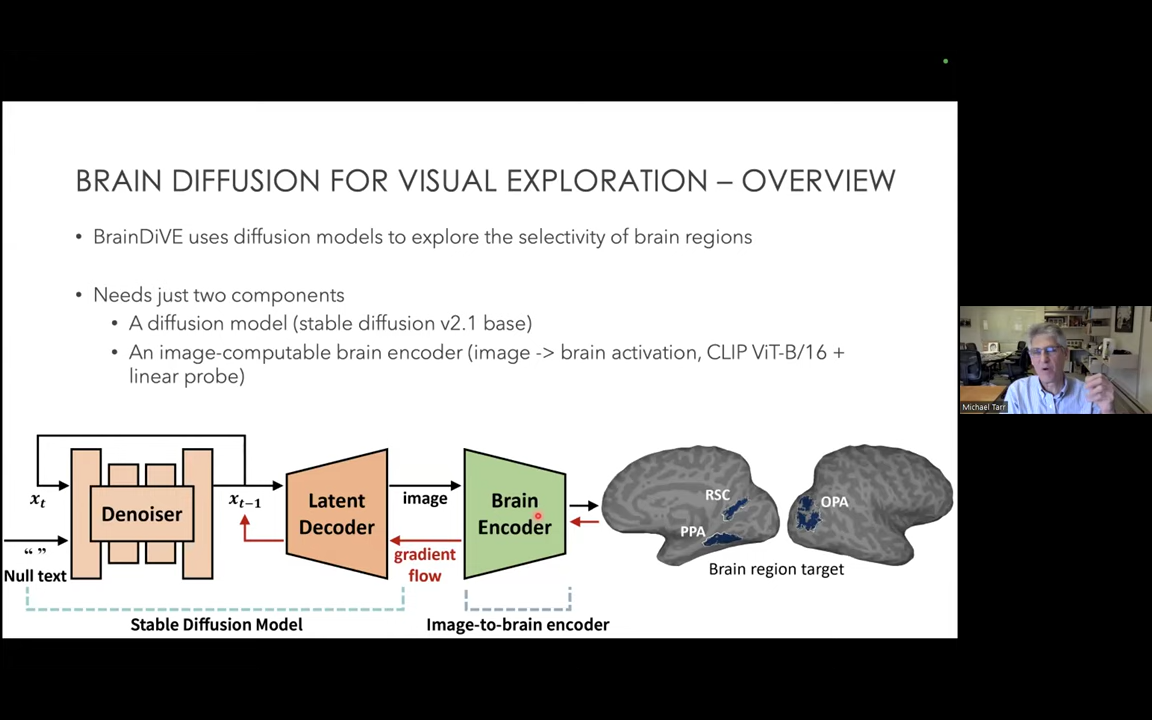 BRAIN DIFFUSION FOR VISUAL EXPLORATION – OVERVIEW
• BrainDiVE uses diffusion models to explore the selectivity of brain regions
• Needs just two components
• A diffusion model (stable diffusion v2.1 base)
• An image-computable brain encoder (image -> brain activation, CLIP ViT-B/16 +
linear probe)
Michael Tarr
x_t
Denoiser
x_{t−1}
Latent
Decoder
image
Brain
Encoder
RSC
PPA
OPA
“ ”
Null text
gradient
flow
Brain region target
Stable Diffusion Model
Image-to-brain encoder